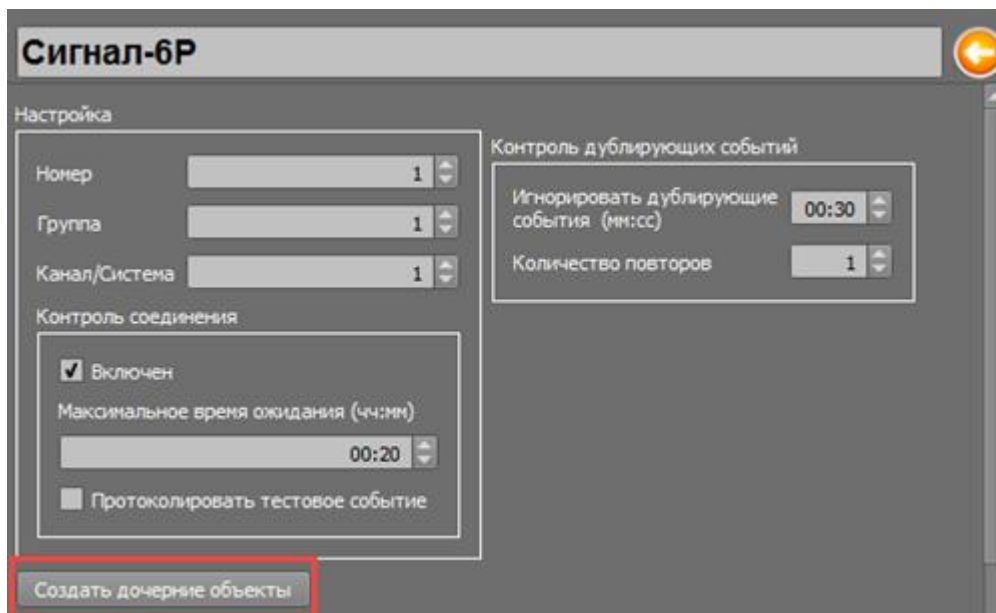 Сигнал-6Р
Настройка
Номер 1
Группа 1
Канал/Система 1
Контроль соединения
Включен
Максимальное время ожидания (чч:мм)
00:20
Протоколировать тестовое событие
Контроль дублирующих событий
Игнорировать дублирующие
события (мм:сс) 00:30
Количество повторов 1
Создать дочерние объекты